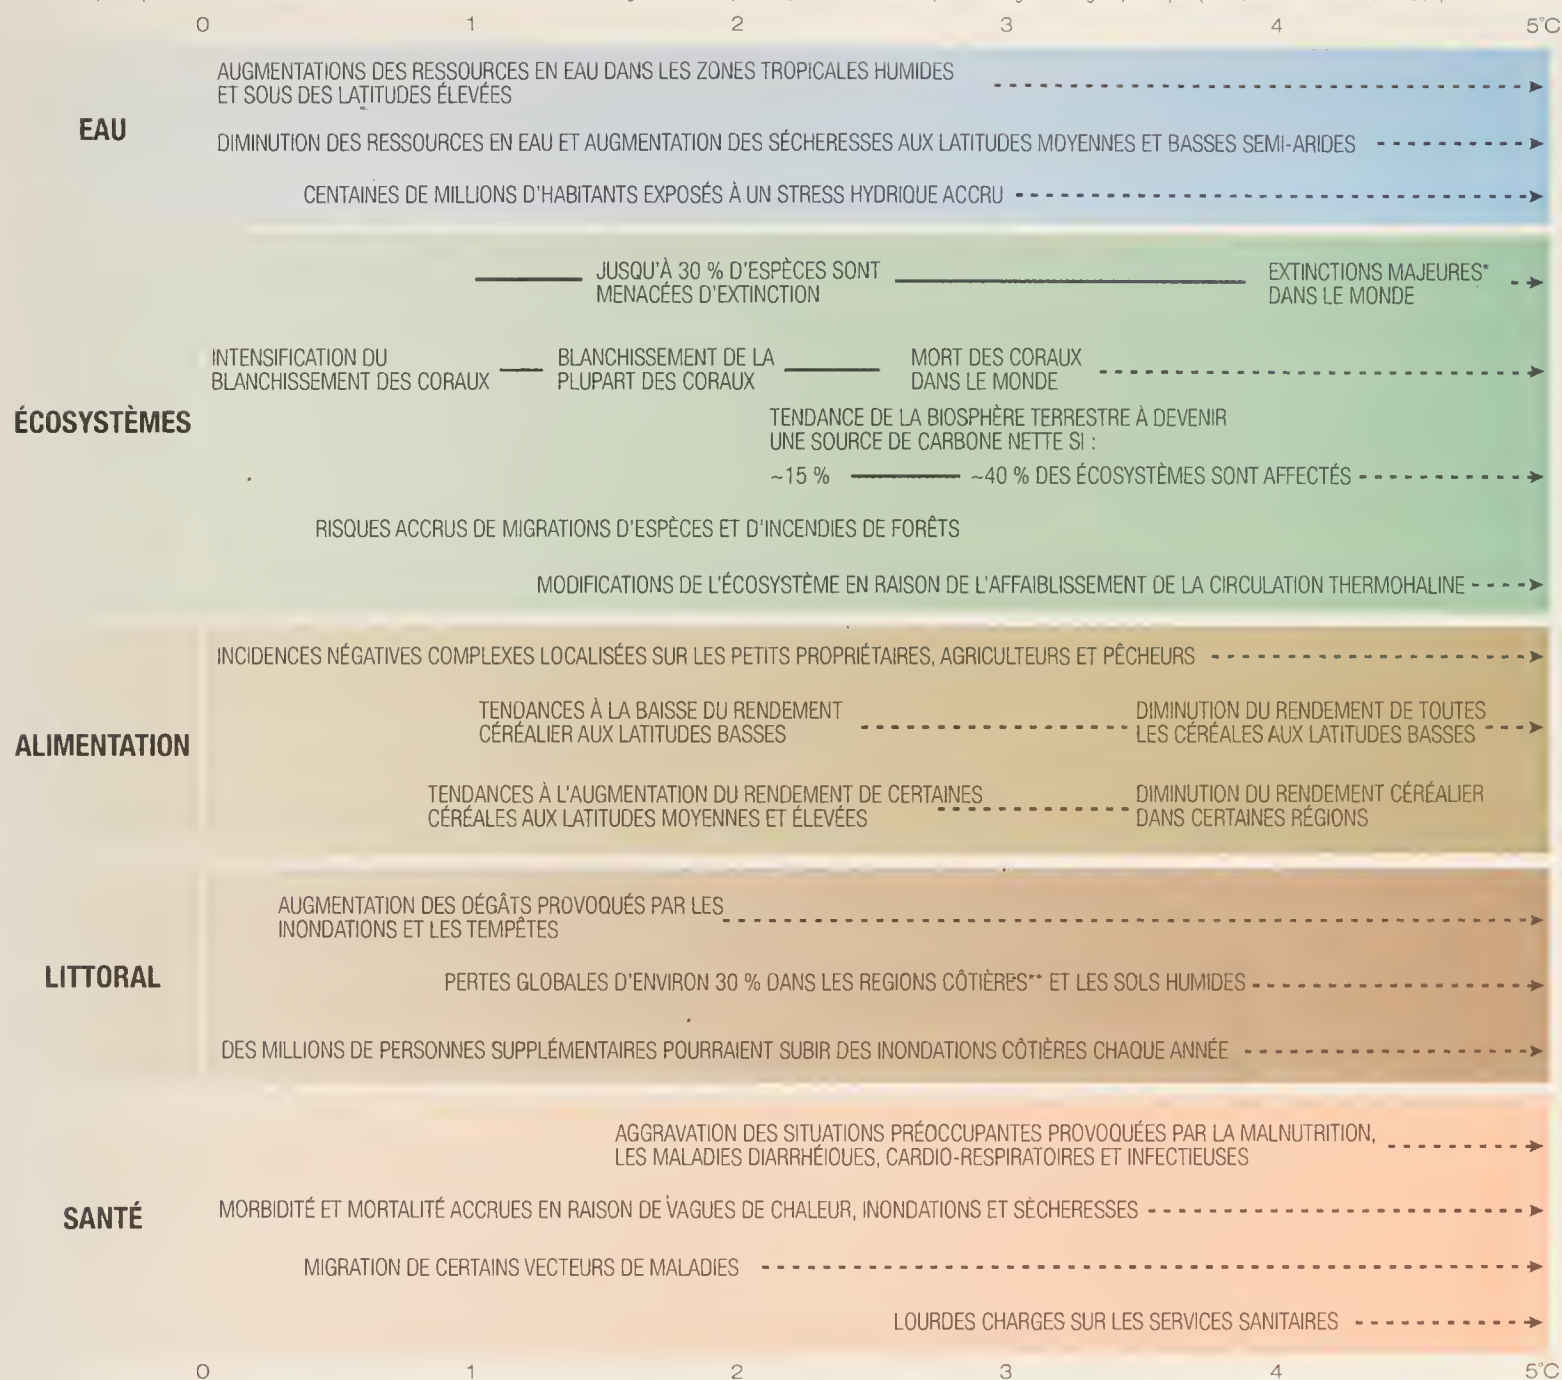 0 1 2 3 4 5°C
EAU
AUGMENTATIONS DES RESSOURCES EN EAU DANS LES ZONES TROPICALES HUMIDES
ET SOUS DES LATITUDES ÉLEVÉES
DIMINUTION DES RESSOURCES EN EAU ET AUGMENTATION DES SÉCHERESSES AUX LATITUDES MOYENNES ET BASSES SEMI-ARIDES
CENTAINES DE MILLIONS D'HABITANTS EXPOSÉS À UN STRESS HYDRIQUE ACCRU
ÉCOSYSTÈMES
JUSQU'À 30 % D'ESPÈCES SONT
MENACÉES D'EXTINCTION
EXTINCTIONS MAJEURES*
DANS LE MONDE
INTENSIFICATION DU
BLANCHISSEMENT DES CORAUX
BLANCHISSEMENT DE LA
PLUPART DES CORAUX
MORT DES CORAUX
DANS LE MONDE
TENDANCE DE LA BIOSPHÈRE TERRESTRE À DEVENIR
UNE SOURCE DE CARBONE NETTE SI :
~15 % ~40 % DES ÉCOSYSTÈMES SONT AFFECTÉS
RISQUES ACCRUS DE MIGRATIONS D'ESPÈCES ET D'INCENDIES DE FORÊTS
MODIFICATIONS DE L'ÉCOSYSTÈME EN RAISON DE L'AFFAIBLISSEMENT DE LA CIRCULATION THERMOHALINE
ALIMENTATION
INCIDENCES NÉGATIVES COMPLEXES LOCALISÉES SUR LES PETITS PROPRIÉTAIRES, AGRICULTEURS ET PÊCHEURS
TENDANCES À LA BAISSE DU RENDEMENT
CÉRÉALIER AUX LATITUDES BASSES
DIMINUTION DU RENDEMENT DE TOUTES
LES CÉRÉALES AUX LATITUDES BASSES
TENDANCES À L'AUGMENTATION DU RENDEMENT DE CERTAINES
CÉRÉALES AUX LATITUDES MOYENNES ET ÉLEVÉES
DIMINUTION DU RENDEMENT CÉRÉALIER
DANS CERTAINES RÉGIONS
LITTORAL
AUGMENTATION DES DÉGÂTS PROVOQUÉS PAR LES
INONDATIONS ET LES TEMPÊTES
PERTES GLOBALES D'ENVIRON 30 % DANS LES REGIONS CÔTIÈRES** ET LES SOLS HUMIDES
DES MILLIONS DE PERSONNES SUPPLÉMENTAIRES POURRAIENT SUBIR DES INONDATIONS CÔTIÈRES CHAQUE ANNÉE
SANTÉ
AGGRAVATION DES SITUATIONS PRÉOCCUPANTES PROVOQUÉES PAR LA MALNUTRITION,
LES MALADIES DIARRHÉIQUES, CARDIO-RESPIRATOIRES ET INFECTIEUSES
MORBIDITÉ ET MORTALITÉ ACCRUES EN RAISON DE VAGUES DE CHALEUR, INONDATIONS ET SÈCHERESSES
MIGRATION DE CERTAINS VECTEURS DE MALADIES
LOURDES CHARGES SUR LES SERVICES SANITAIRES
0 1 2 3 4 5°C